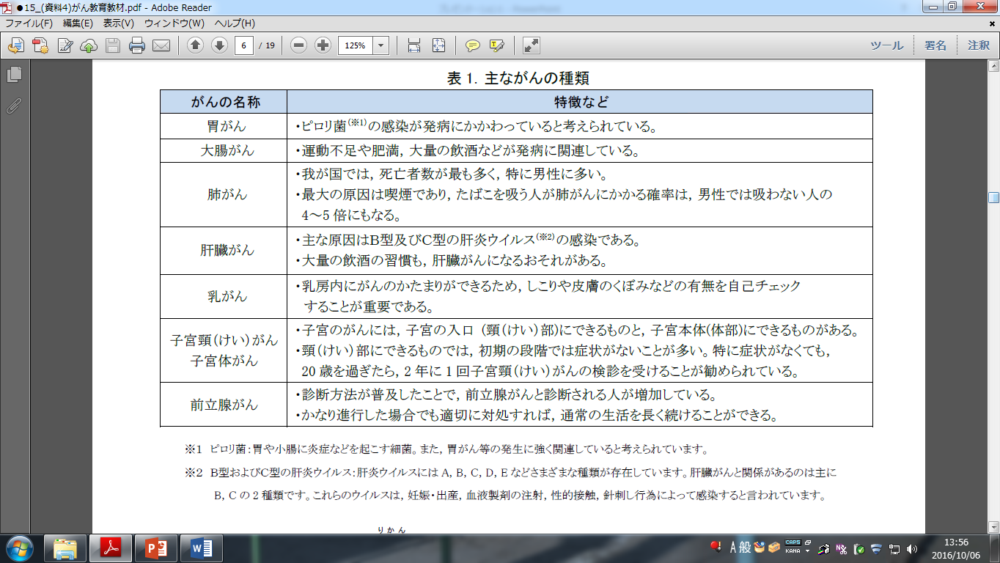 ●15_(資料4)がん教育教材.pdf - Adobe Reader
ファイル(F) 編集(E) 表示(V) ウィンドウ(W) ヘルプ(H)
6 / 19 125% ツール 署名 注釈
表 1. 主ながんの種類
がんの名称 特徴など
胃がん ・ピロリ菌(※1)の感染が発病にかかわっていると考えられている。
大腸がん ・運動不足や肥満, 大量の飲酒などが発病に関連している。
肺がん ・我が国では, 死亡者数が最も多く, 特に男性に多い。
・最大の原因は喫煙であり, たばこを吸う人が肺がんにかかる確率は, 男性では吸わない人の
4～5 倍にもなる。
肝臓がん ・主な原因はB型及びC型の肝炎ウイルス(※2)の感染である。
・大量の飲酒の習慣も, 肝臓がんになるおそれがある。
乳がん ・乳房内にがんのかたまりができるため, しこりや皮膚のくぼみなどの有無を自己チェック
することが重要である。
子宮頸(けい)がん
子宮体がん
・子宮のがんには, 子宮の入口 (頸(けい)部)にできるものと, 子宮本体(体部)にできるものがある。
・頸(けい)部にできるものでは, 初期の段階では症状がないことが多い。特に症状がなくても,
20 歳を過ぎたら, 2 年に 1 回子宮頸(けい)がんの検診を受けることが勧められている。
前立腺がん ・診断方法が普及したことで, 前立腺がんと診断される人が増加している。
・かなり進行した場合でも適切に対処すれば, 通常の生活を長く続けることができる。
※1 ピロリ菌:胃や小腸に炎症などを起こす細菌。また, 胃がん等の発生に強く関連していると考えられています。
※2 B型およびC型の肝炎ウイルス:肝炎ウイルスには A, B, C, D, E などさまざまな種類が存在しています。肝臓がんと関係があるのは主に
B, C の 2 種類です。これらのウイルスは, 妊娠・出産, 血液製剤の注射, 性的接触, 針刺し行為によって感染すると言われています。
りかん
A 般 CAPS KANA
13:56
2016/10/06